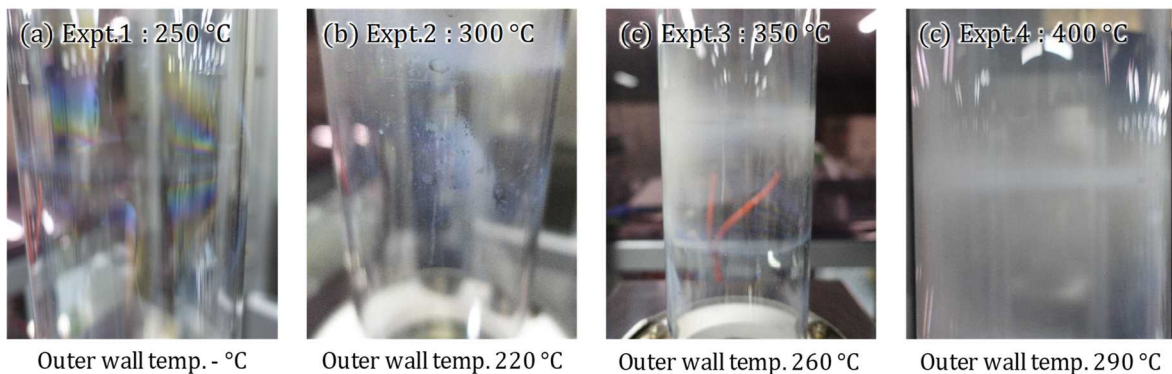 (a) Expt.1 : 250 °C
(b) Expt.2 : 300 °C
(c) Expt.3 : 350 °C
(c) Expt.4 : 400 °C
Outer wall temp. - °C
Outer wall temp. 220 °C
Outer wall temp. 260 °C
Outer wall temp. 290 °C